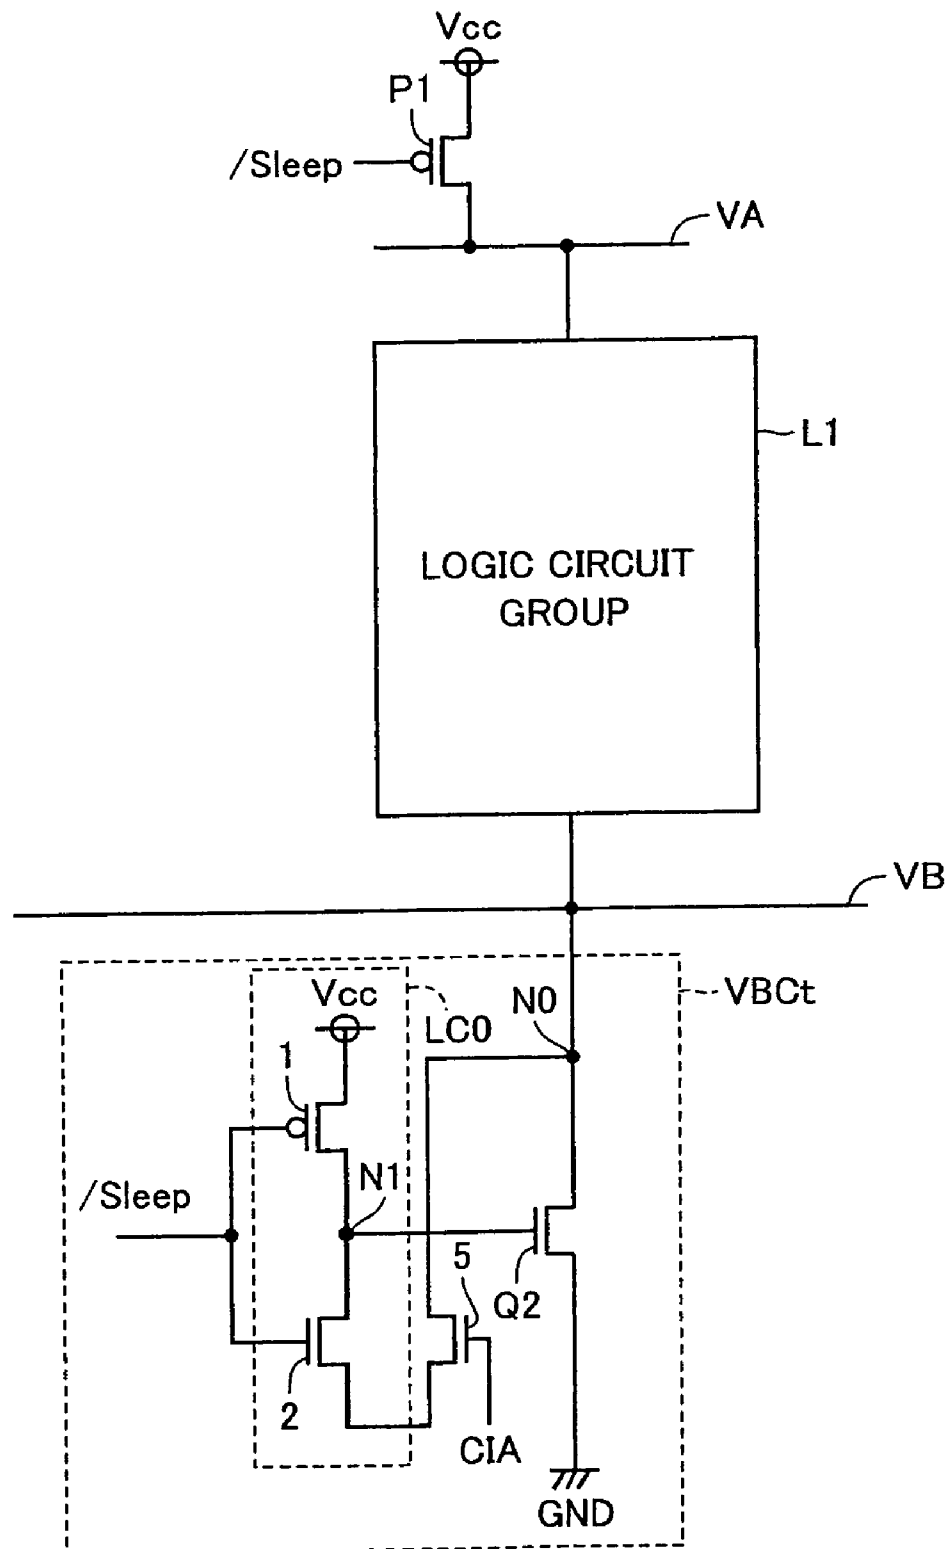 Vcc
P1
/Sleep
VA
L1
LOGIC CIRCUIT
GROUP
VB
VBCt
Vcc
LC0
N0
1
/Sleep
N1
5
Q2
2
CIA
GND